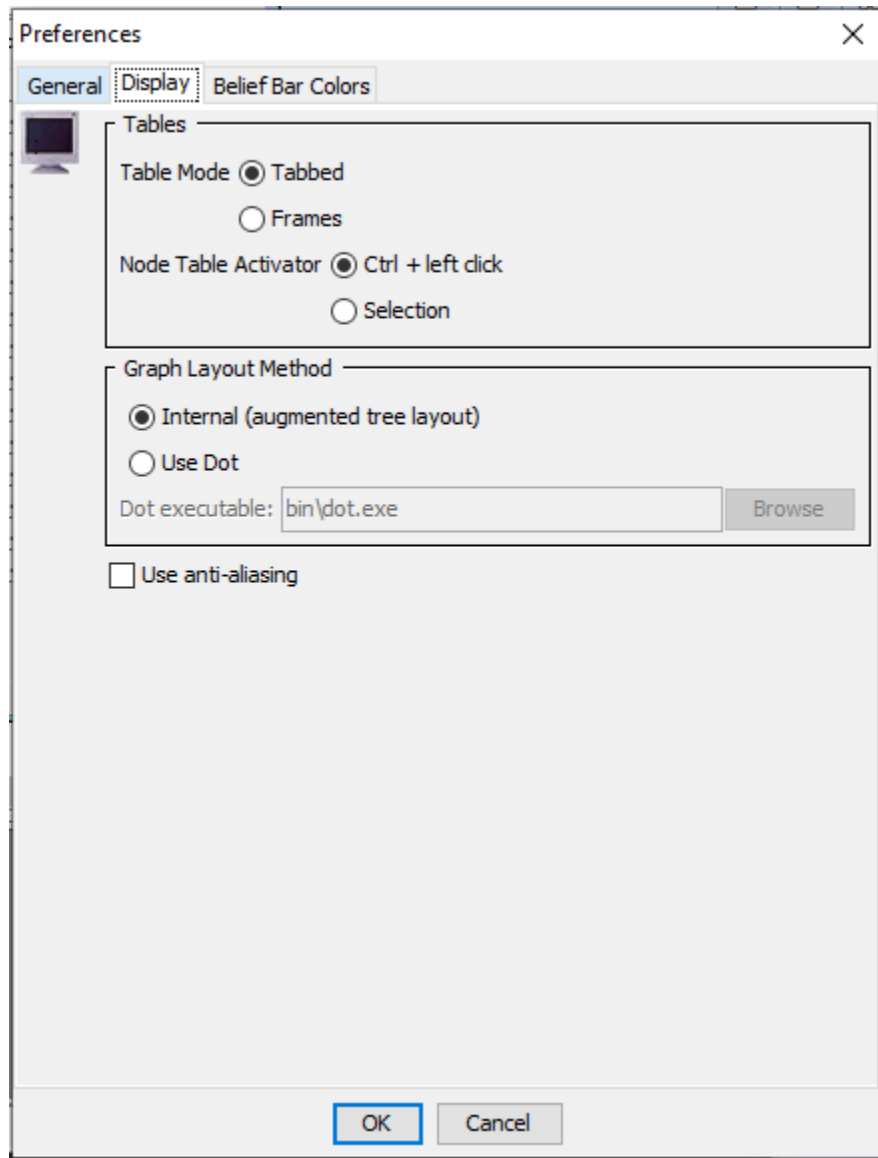 Preferences
General Display Belief Bar Colors
Tables
Table Mode Tabbed
Frames
Node Table Activator Ctrl + left click
Selection
Graph Layout Method
Internal (augmented tree layout)
Use Dot
Dot executable: bin\dot.exe Browse
Use anti-aliasing
OK Cancel